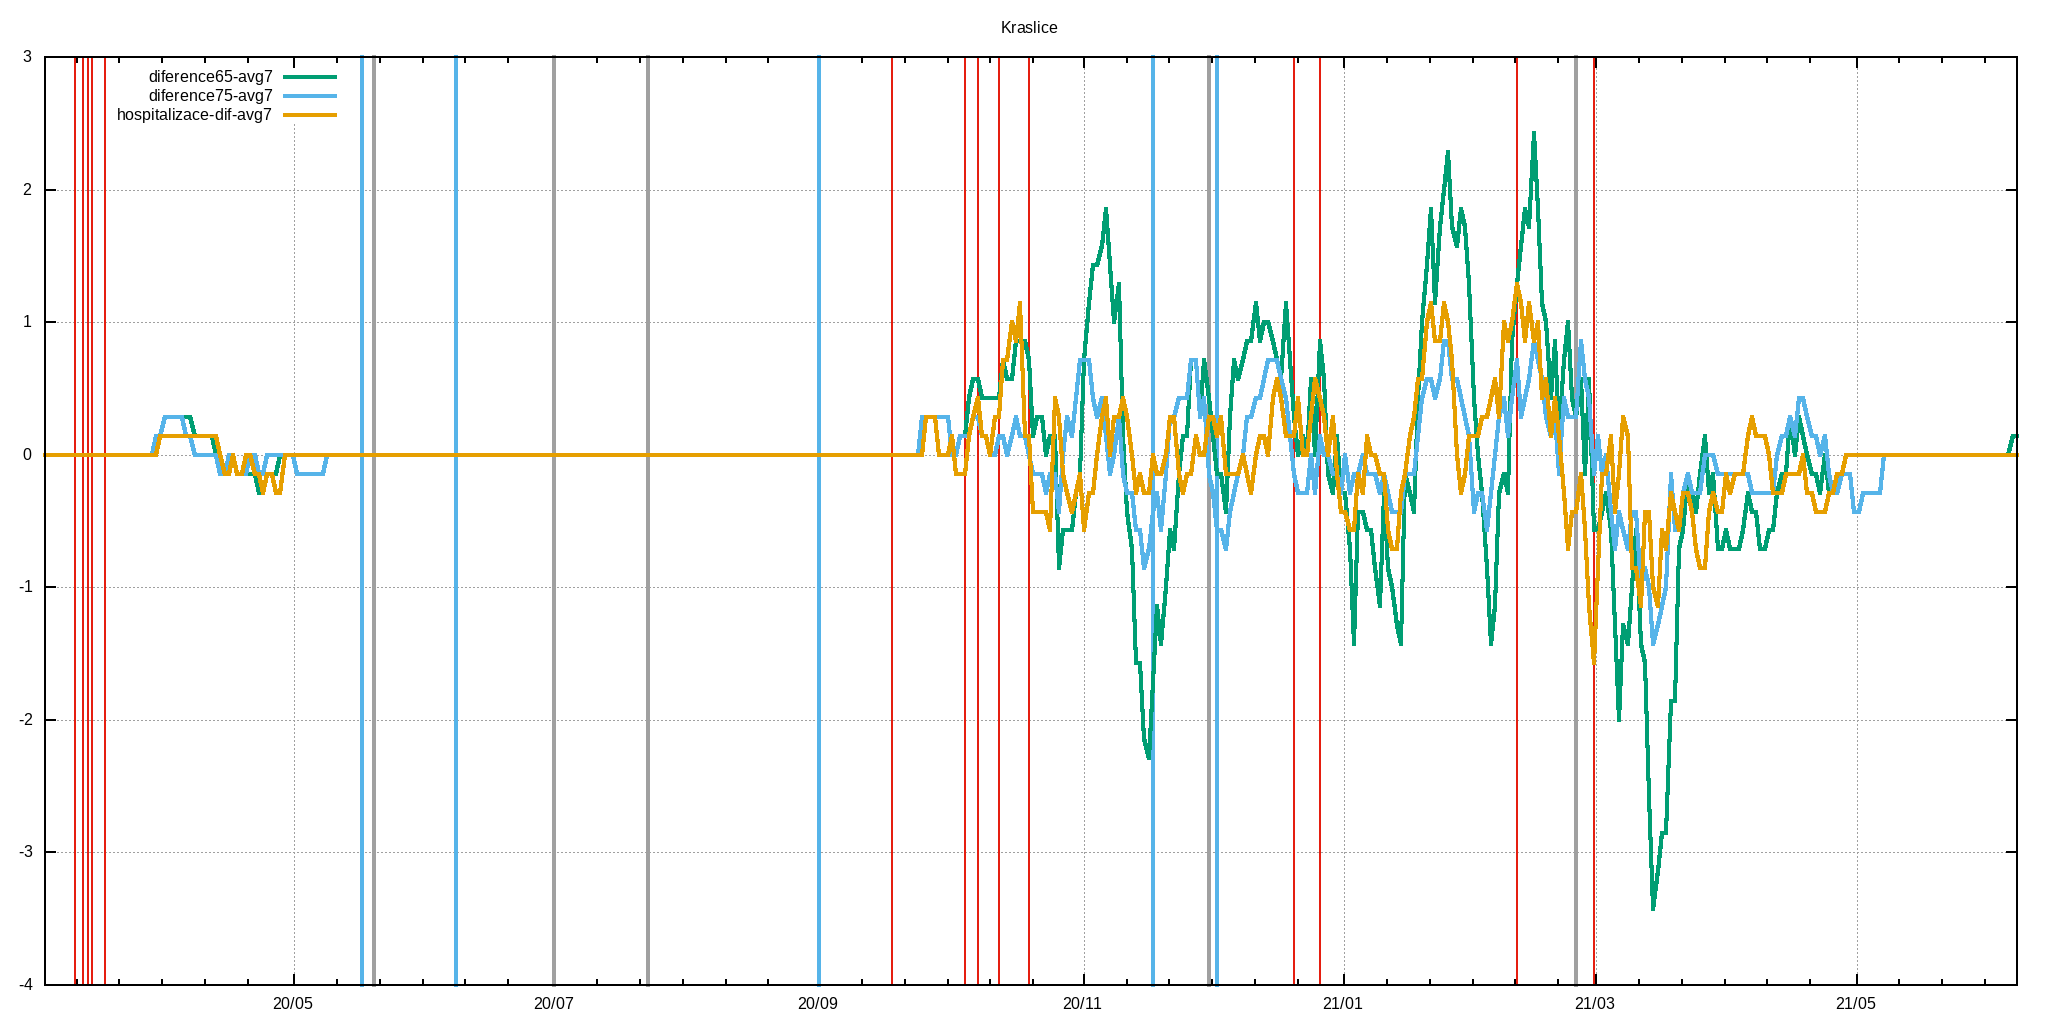 Kraslice
3
diference65-avg7
diference75-avg7
hospitalizace-dif-avg7
2
1
0
-1
-2
-3
-4
20/05 20/07 20/09 20/11 21/01 21/03 21/05